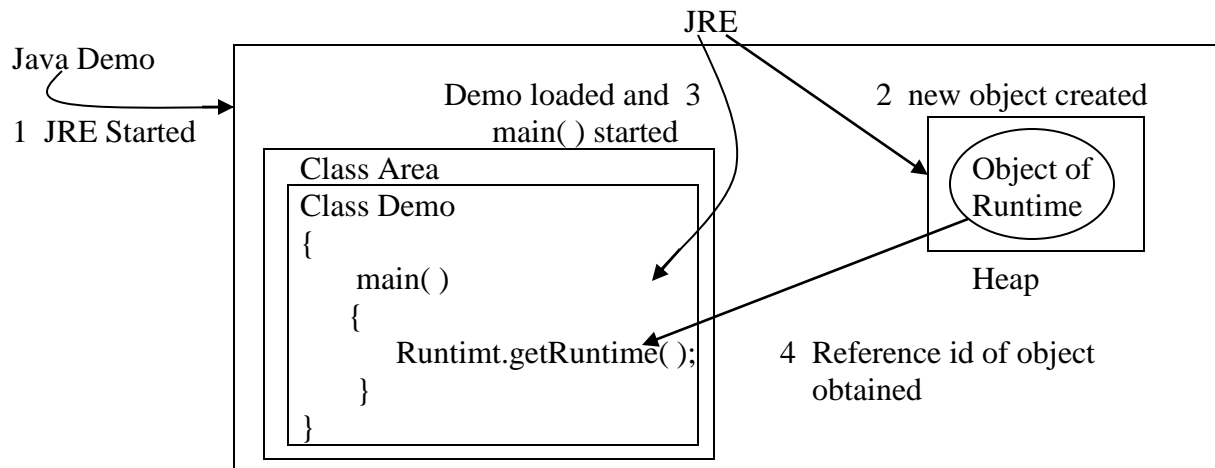 JRE
Java Demo
1 JRE Started
Demo loaded and 3
main( ) started
2 new object created
Class Area
Class Demo
{
main( )
{
Runtimt.getRuntime( );
}
}
Object of
Runtime
Heap
4 Reference id of object
obtained